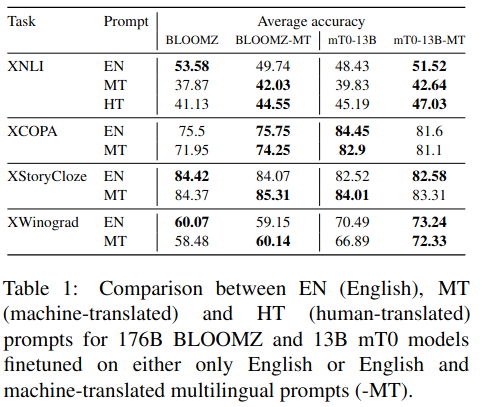 Task Prompt Average accuracy
BLOOMZ BLOOMZ-MT mT0-13B mT0-13B-MT
XNLI EN 53.58 49.74 48.43 51.52
MT 37.87 42.03 39.83 42.64
HT 41.13 44.55 45.19 47.03
XCOPA EN 75.5 75.75 84.45 81.6
MT 71.95 74.25 82.9 81.1
XStoryCloze EN 84.42 84.07 82.52 82.58
MT 84.37 85.31 84.01 83.31
XWinograd EN 60.07 59.15 70.49 73.24
MT 58.48 60.14 66.89 72.33
Table 1: Comparison between EN (English), MT
(machine-translated) and HT (human-translated)
prompts for 176B BLOOMZ and 13B mT0 models
finetuned on either only English or English and
machine-translated multilingual prompts (-MT).